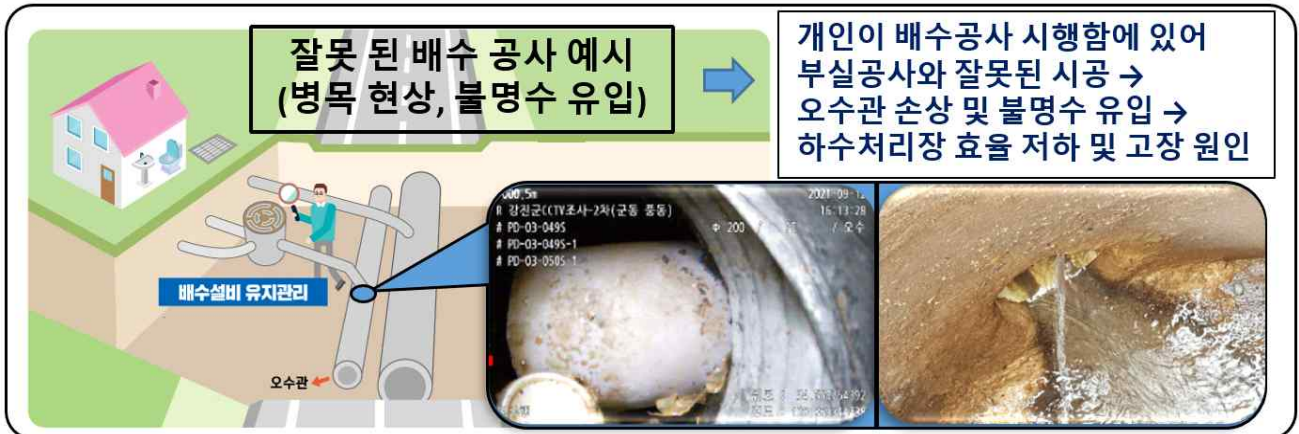 잘못 된 배수 공사 예시
(병목 현상, 불명수 유입)
개인이 배수공사 시행함에 있어
부실공사와 잘못된 시공 →
오수관 손상 및 불명수 유입 →
하수처리장 효율 저하 및 고장 원인
배수설비 유지관리
오수관
000.5m
2021-09-12
R 강진군CCTV조사-2차(군동 풍동)
16:13:28
# PD-03-049S
Φ 200 / / 오수
# PD-03-049S-1
# PD-03-050S-1